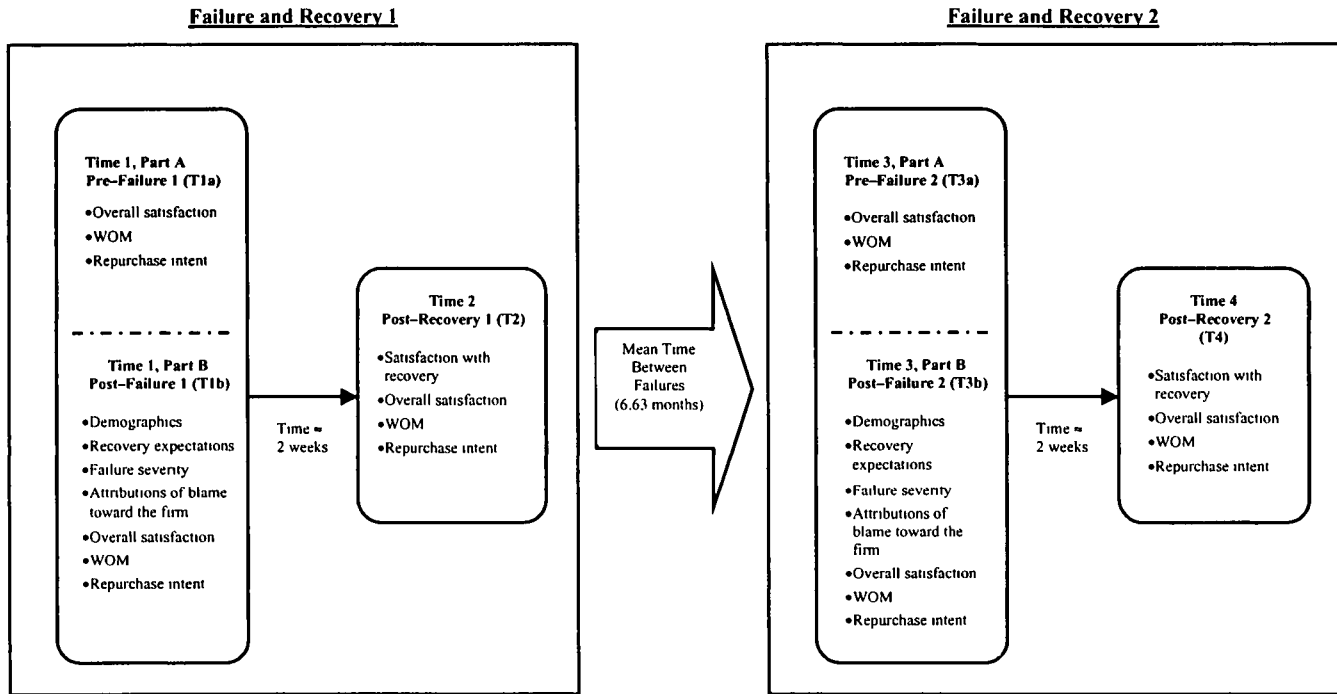 Failure and Recovery 1
Time 1, Part A
Pre–Failure 1 (T1a)
•Overall satisfaction
•WOM
•Repurchase intent
Time 1, Part B
Post–Failure 1 (T1b)
•Demographics
•Recovery expectations
•Failure severity
•Attributions of blame
toward the firm
•Overall satisfaction
•WOM
•Repurchase intent
Time ≈
2 weeks
Time 2
Post–Recovery 1 (T2)
•Satisfaction with
recovery
•Overall satisfaction
•WOM
•Repurchase intent
Mean Time
Between
Failures
(6.63 months)
Failure and Recovery 2
Time 3, Part A
Pre–Failure 2 (T3a)
•Overall satisfaction
•WOM
•Repurchase intent
Time 3, Part B
Post–Failure 2 (T3b)
•Demographics
•Recovery
expectations
•Failure severity
•Attributions of
blame toward the
firm
•Overall satisfaction
•WOM
•Repurchase intent
Time ≈
2 weeks
Time 4
Post–Recovery 2
(T4)
•Satisfaction with
recovery
•Overall satisfaction
•WOM
•Repurchase intent